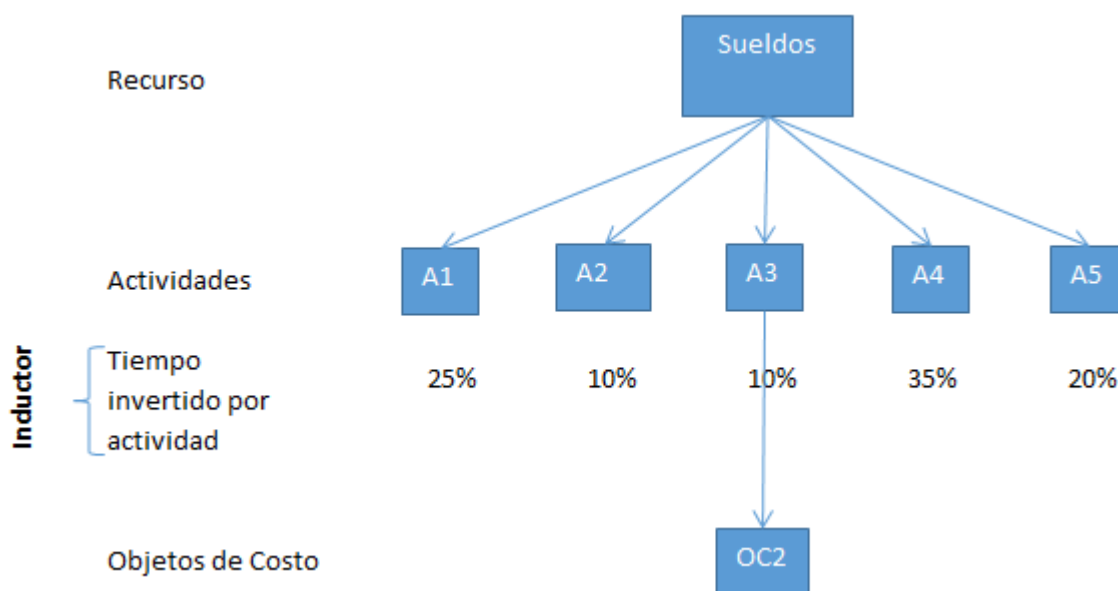 Sueldos
Recurso
Actividades
A1
A2
A3
A4
A5
Inductor
Tiempo
invertido por
actividad
25%
10%
10%
35%
20%
Objetos de Costo
OC2